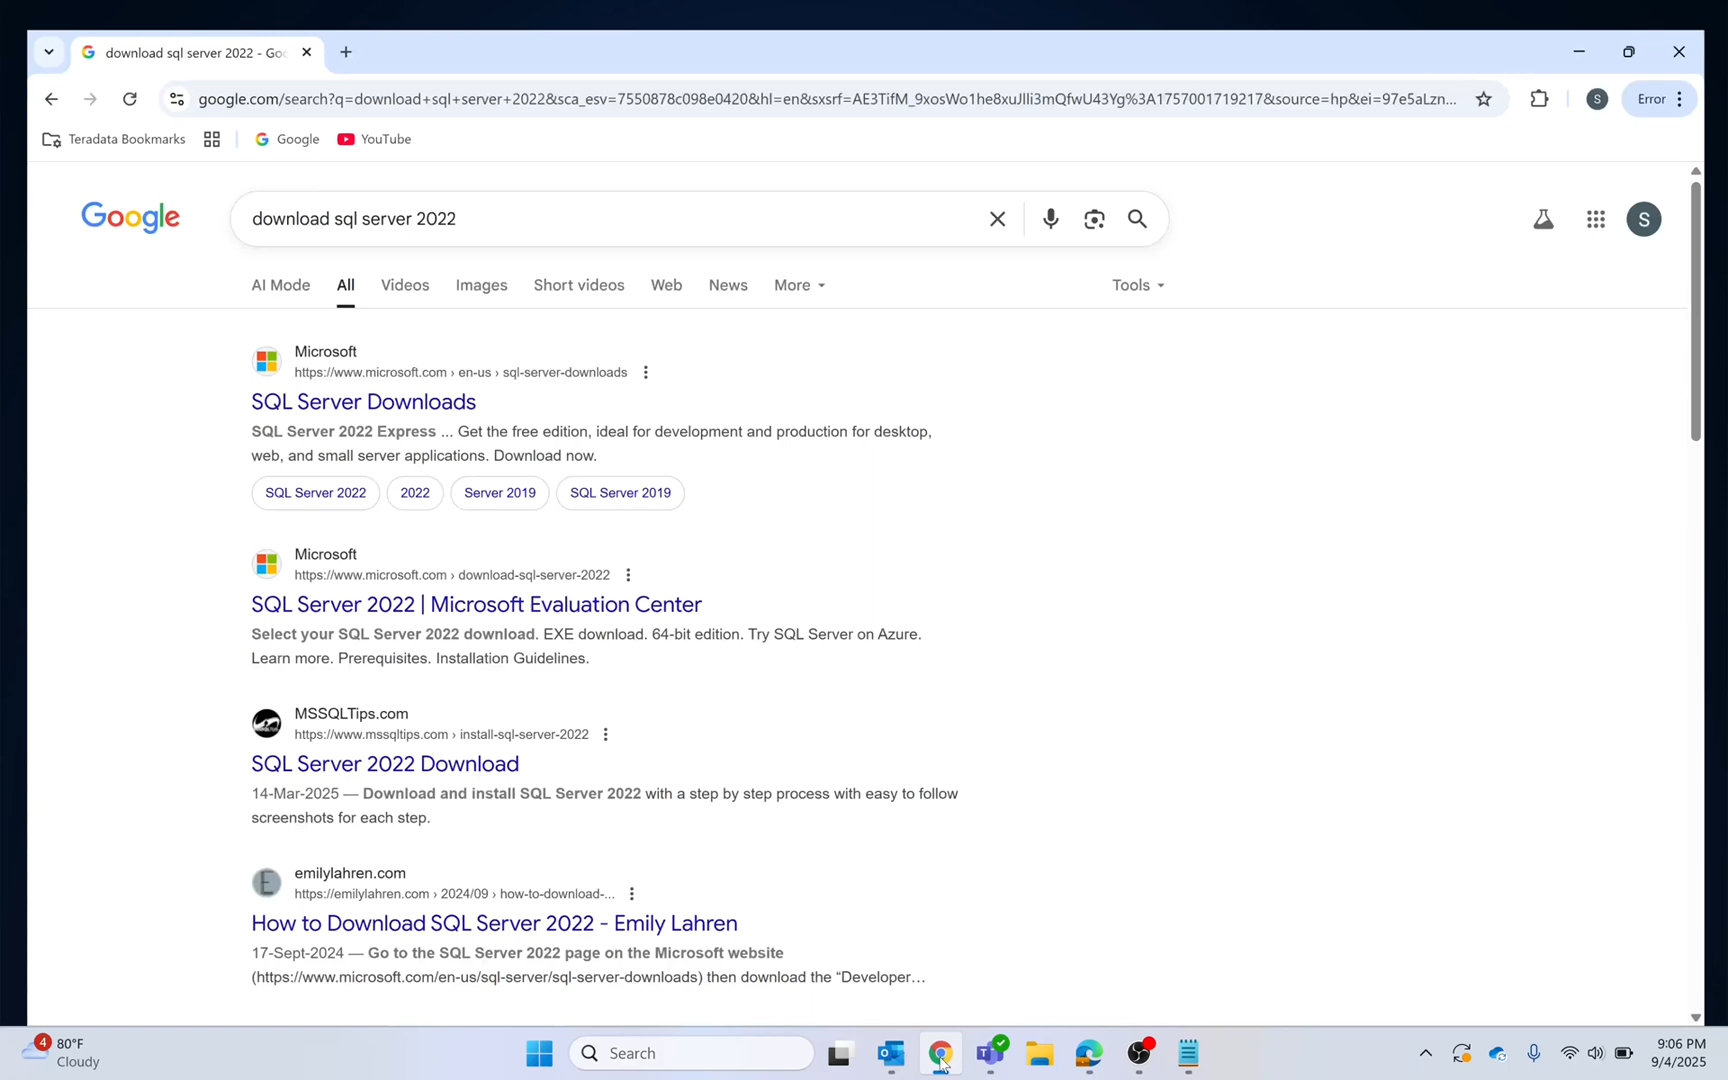 download sql server 2022 - Goo
google.com/search?q=download+sql+server+2022&sca_esv=7550878c098e0420&hl=en&sxsrf=AE3TifM_9xosWo1he8xuJlli3mQfwU43Yg%3A1757001719217&source=hp&ei=97e5aLzn...
S
Error
Teradata Bookmarks
Google
YouTube
Google
download sql server 2022
S
AI Mode
All
Videos
Images
Short videos
Web
News
More
Tools
Microsoft
https://www.microsoft.com › en-us › sql-server-downloads
SQL Server Downloads
SQL Server 2022 Express ... Get the free edition, ideal for development and production for desktop,
web, and small server applications. Download now.
SQL Server 2022
2022
Server 2019
SQL Server 2019
Microsoft
https://www.microsoft.com › download-sql-server-2022
SQL Server 2022 | Microsoft Evaluation Center
Select your SQL Server 2022 download. EXE download. 64-bit edition. Try SQL Server on Azure.
Learn more. Prerequisites. Installation Guidelines.
MSSQLTips.com
https://www.mssqltips.com › install-sql-server-2022
SQL Server 2022 Download
14-Mar-2025 — Download and install SQL Server 2022 with a step by step process with easy to follow
screenshots for each step.
E
emilylahren.com
https://emilylahren.com › 2024/09 › how-to-download-...
How to Download SQL Server 2022 - Emily Lahren
17-Sept-2024 — Go to the SQL Server 2022 page on the Microsoft website
(https://www.microsoft.com/en-us/sql-server/sql-server-downloads) then download the “Developer...
4
80°F
Cloudy
Search
9:06 PM
9/4/2025